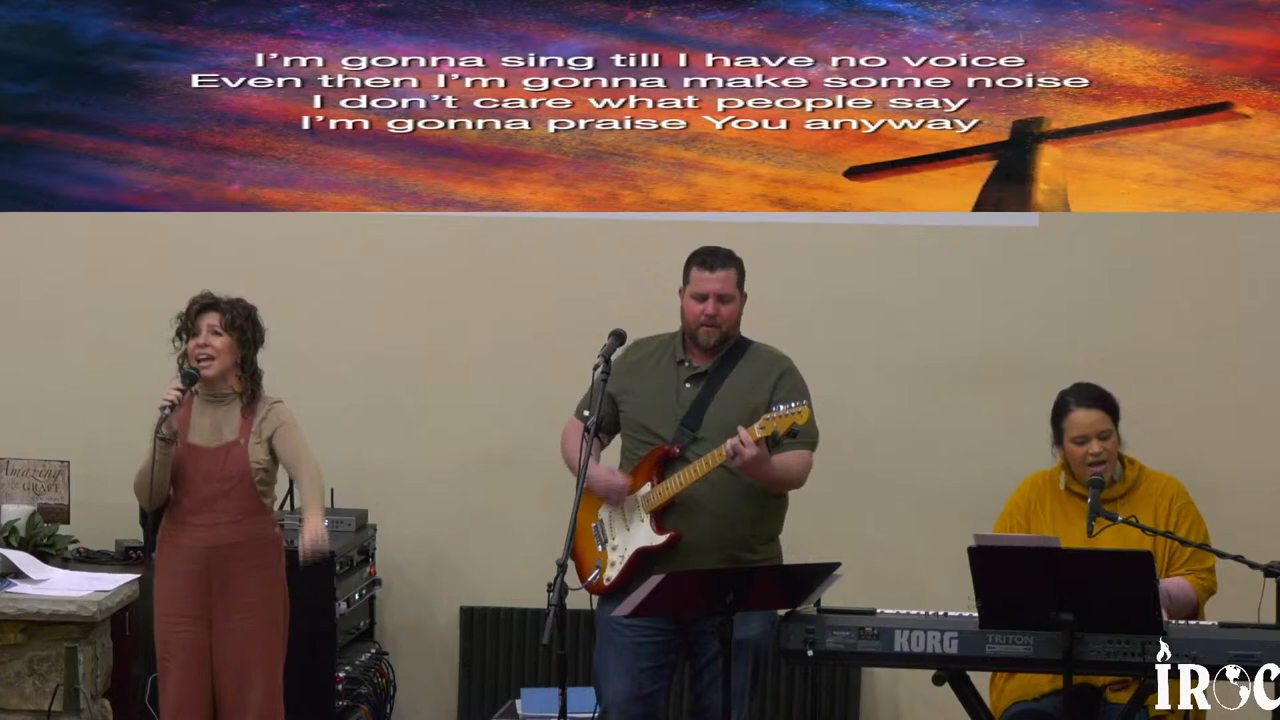 I'm gonna sing till I have no voice
Even then I'm gonna make some noise
I don't care what people say
I'm gonna praise You anyway
Amazing
GRACE
KORG
TRITON
IROC